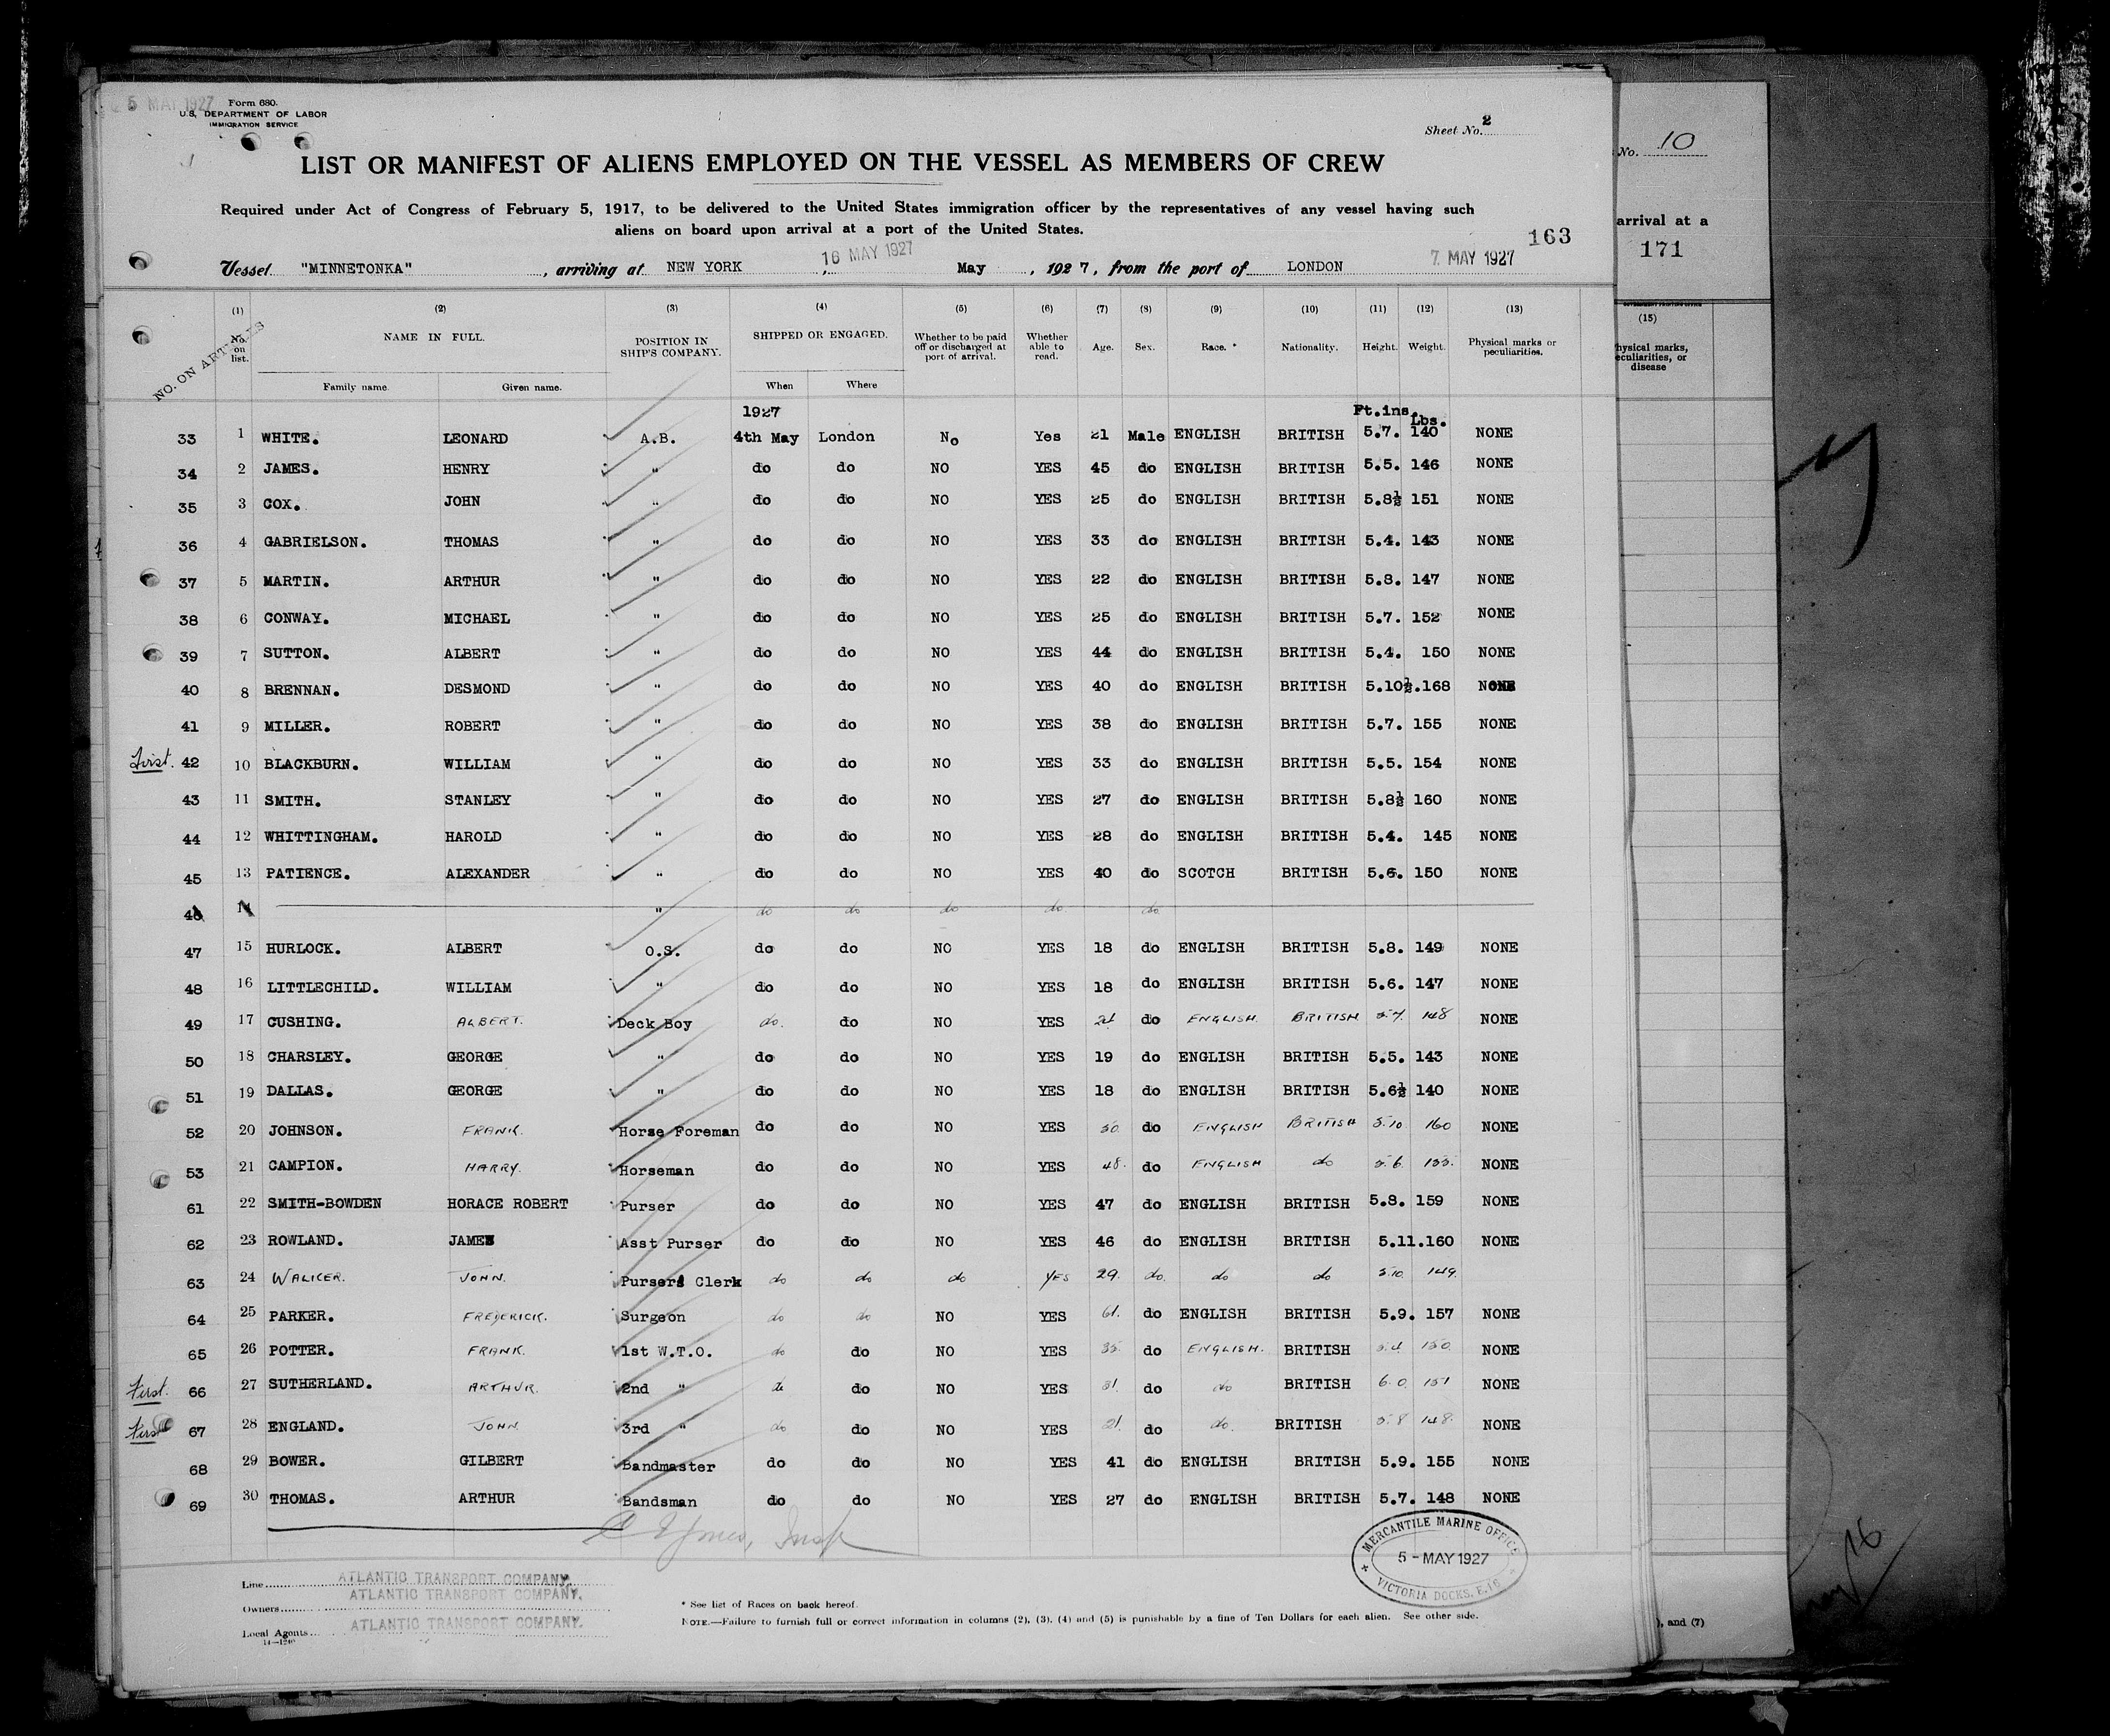 5 MAY 1927
Form 680.
U.S. DEPARTMENT OF LABOR
IMMIGRATION SERVICE
Sheet No. 2
LIST OR MANIFEST OF ALIENS EMPLOYED ON THE VESSEL AS MEMBERS OF CREW
Required under Act of Congress of February 5, 1917, to be delivered to the United States immigration officer by the representatives of any vessel having such
aliens on board upon arrival at a port of the United States.
163
Vessel "MINNETONKA", arriving at NEW YORK, 16 MAY 1927 May, 1927, from the port of LONDON 7 MAY 1927
(1) (2) (3) (4) (5) (6) (7) (8) (9) (10) (11) (12) (13)
NO. ON ARTICLES No. on list. NAME IN FULL. POSITION IN SHIP'S COMPANY. SHIPPED OR ENGAGED. Whether to be paid off or discharged at port of arrival. Whether able to read. Age. Sex. Race. * Nationality. Height. Weight. Physical marks or peculiarities.
Family name. Given name. When Where
1927 Ft.ins. Lbs.
33 1 WHITE. LEONARD A.B. 4th May London No Yes 21 Male ENGLISH BRITISH 5.7. 140 NONE
34 2 JAMES. HENRY " do do NO YES 45 do ENGLISH BRITISH 5.5. 146 NONE
35 3 COX. JOHN " do do NO YES 25 do ENGLISH BRITISH 5.8½ 151 NONE
36 4 GABRIELSON. THOMAS " do do NO YES 33 do ENGLISH BRITISH 5.4. 143 NONE
37 5 MARTIN. ARTHUR " do do NO YES 22 do ENGLISH BRITISH 5.8. 147 NONE
38 6 CONWAY. MICHAEL " do do NO YES 25 do ENGLISH BRITISH 5.7. 152 NONE
39 7 SUTTON. ALBERT " do do NO YES 44 do ENGLISH BRITISH 5.4. 150 NONE
40 8 BRENNAN. DESMOND " do do NO YES 40 do ENGLISH BRITISH 5.10½.168 NONE
41 9 MILLER. ROBERT " do do NO YES 38 do ENGLISH BRITISH 5.7. 155 NONE
First. 42 10 BLACKBURN. WILLIAM " do do NO YES 33 do ENGLISH BRITISH 5.5. 154 NONE
43 11 SMITH. STANLEY " do do NO YES 27 do ENGLISH BRITISH 5.8½ 160 NONE
44 12 WHITTINGHAM. HAROLD " do do NO YES 28 do ENGLISH BRITISH 5.4. 145 NONE
45 13 PATIENCE. ALEXANDER " do do NO YES 40 do SCOTCH BRITISH 5.6. 150 NONE
46 14 " do do do do. do
47 15 HURLOCK. ALBERT O.S. do do NO YES 18 do ENGLISH BRITISH 5.8. 149 NONE
48 16 LITTLECHILD. WILLIAM " do do NO YES 18 do ENGLISH BRITISH 5.6. 147 NONE
49 17 CUSHING. ALBERT. Deck Boy do. do NO YES 21 do ENGLISH. BRITISH 5.7. 148 NONE
50 18 CHARSLEY. GEORGE " do do NO YES 19 do ENGLISH BRITISH 5.5. 143 NONE
51 19 DALLAS. GEORGE " do do NO YES 18 do ENGLISH BRITISH 5.6½ 140 NONE
52 20 JOHNSON. FRANK. Horse Foreman do do NO YES 50. do ENGLISH BRITISH 5.10 160 NONE
53 21 CAMPION. HARRY. Horseman do do NO YES 48. do ENGLISH do 5.6. 155. NONE
61 22 SMITH-BOWDEN HORACE ROBERT Purser do do NO YES 47 do ENGLISH BRITISH 5.8. 159 NONE
62 23 ROWLAND. JAMES Asst Purser do do NO YES 46 do ENGLISH BRITISH 5.11.160 NONE
63 24 WALKER. JOHN. Pursers Clerk do do do YES 29. do. do do 5.10. 149.
64 25 PARKER. FREDERICK. Surgeon do do NO YES 61. do ENGLISH BRITISH 5.9. 157 NONE
65 26 POTTER. FRANK. 1st W.T.O. do do NO YES 35. do ENGLISH. BRITISH 5.4. 150. NONE
First. 66 27 SUTHERLAND. ARTHUR. 2nd " do do NO YES 31. do do BRITISH 6.0. 151 NONE
First 67 28 ENGLAND. JOHN. 3rd " do do NO YES 21. do do. BRITISH 5.8 148. NONE
68 29 BOWER. GILBERT Bandmaster do do NO YES 41 do ENGLISH BRITISH 5.9. 155 NONE
69 30 THOMAS. ARTHUR Bandsman do do NO YES 27 do ENGLISH BRITISH 5.7. 148 NONE
MERCANTILE MARINE OFFICE
5 - MAY 1927
VICTORIA DOCKS, E.16
Line ATLANTIC TRANSPORT COMPANY.
Owners ATLANTIC TRANSPORT COMPANY.
Local Agents ATLANTIC TRANSPORT COMPANY.
* See list of Races on back hereof.
NOTE.—Failure to furnish full or correct information in columns (2), (3), (4) and (5) is punishable by a fine of Ten Dollars for each alien. See other side.
No. 10
arrival at a
171
(15)
hysical marks,
eculiarities, or
disease
), and (7)